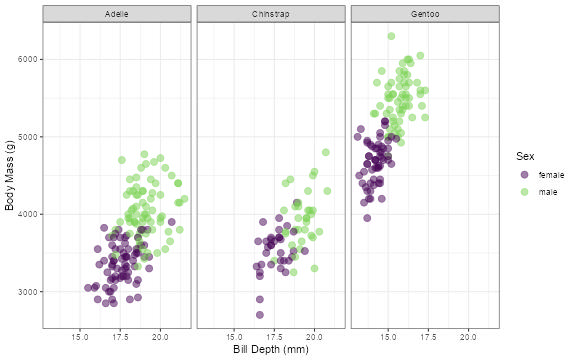 Adelie
Chinstrap
Gentoo
6000
5000
4000
3000
Body Mass (g)
15.0 17.5 20.0
15.0 17.5 20.0
15.0 17.5 20.0
Bill Depth (mm)
Sex
female
male